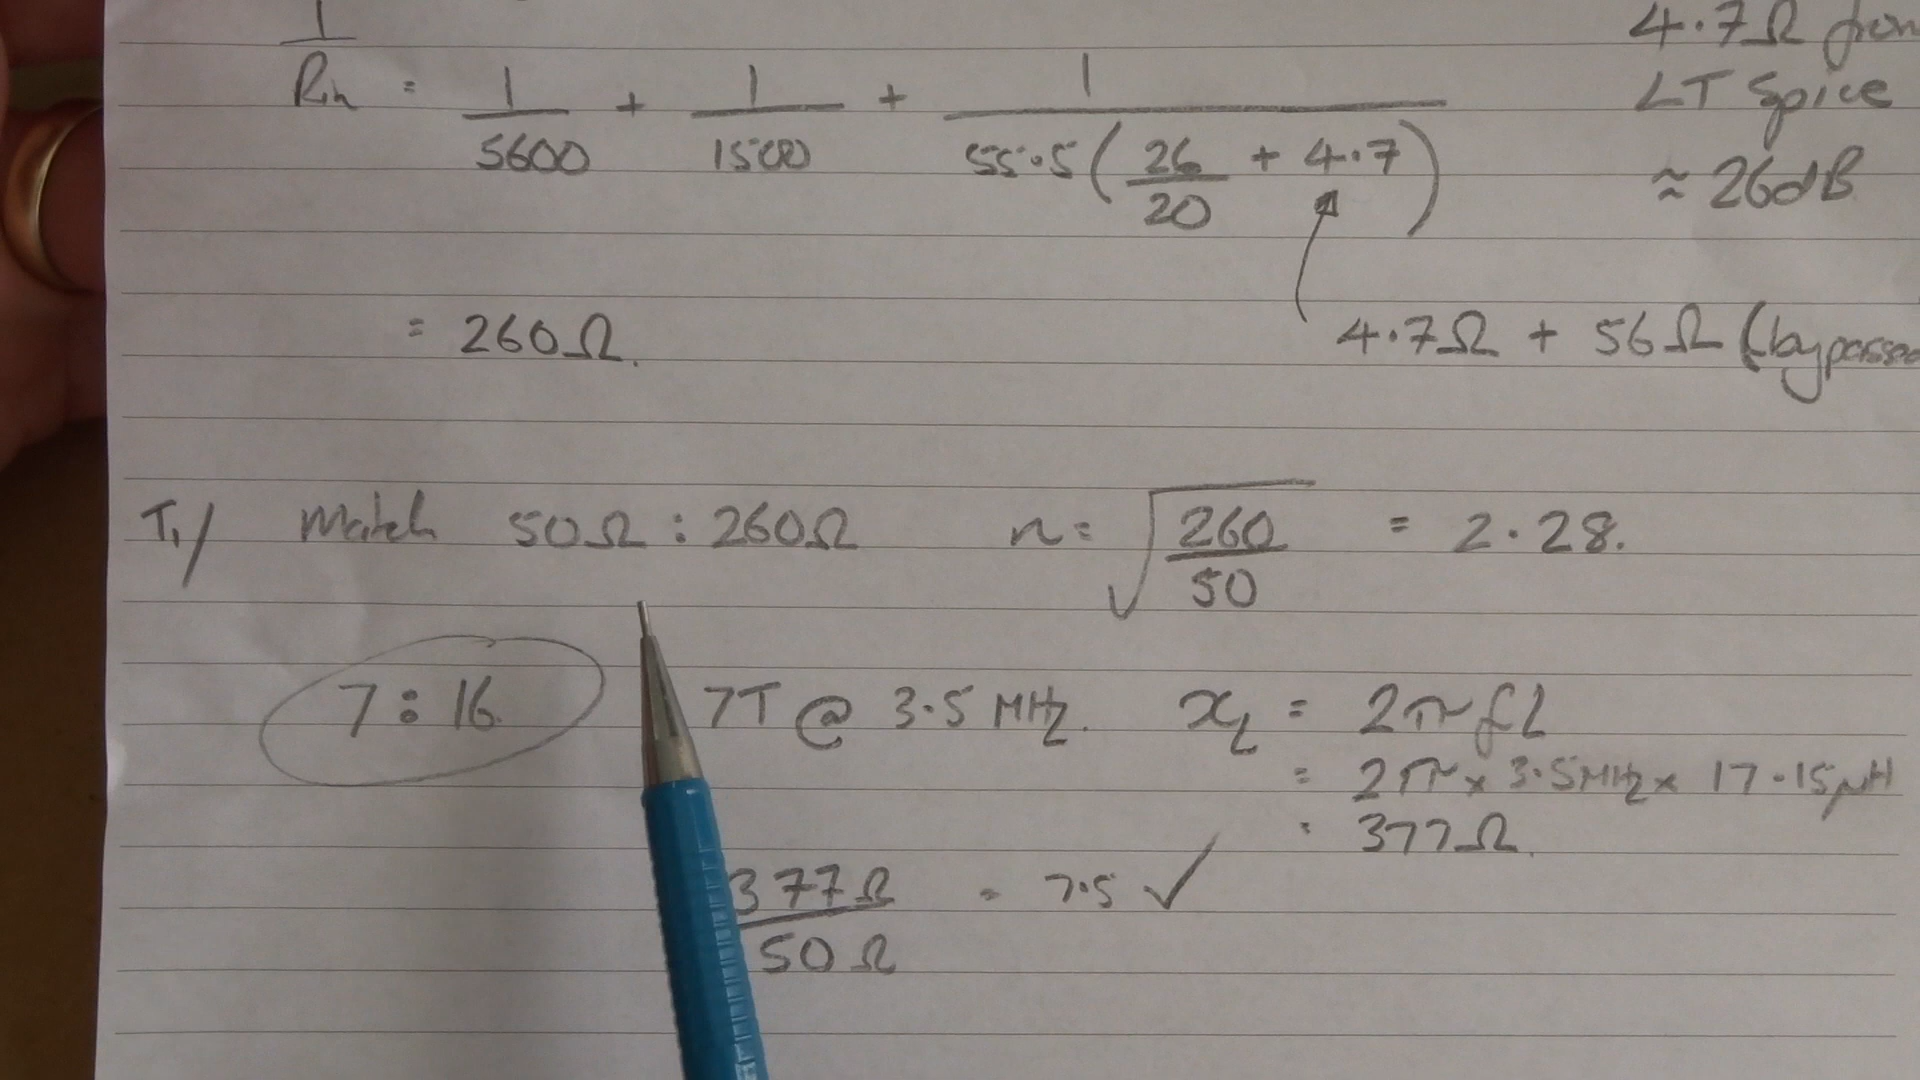 1/Rin = 1/5600 + 1/1500 + 1/(55.5(26/20 + 4.7))
4.7Ω from
LT Spice
≈ 26dB
= 260Ω.
4.7Ω + 56Ω (bypassed
T1/ Match 50Ω : 260Ω n = √(260/50) = 2.28.
7:16 7T @ 3.5 MHz. XL = 2πfL
= 2π x 3.5MHz x 17.15μH
= 377Ω.
377Ω/50Ω = 7.5 ✓